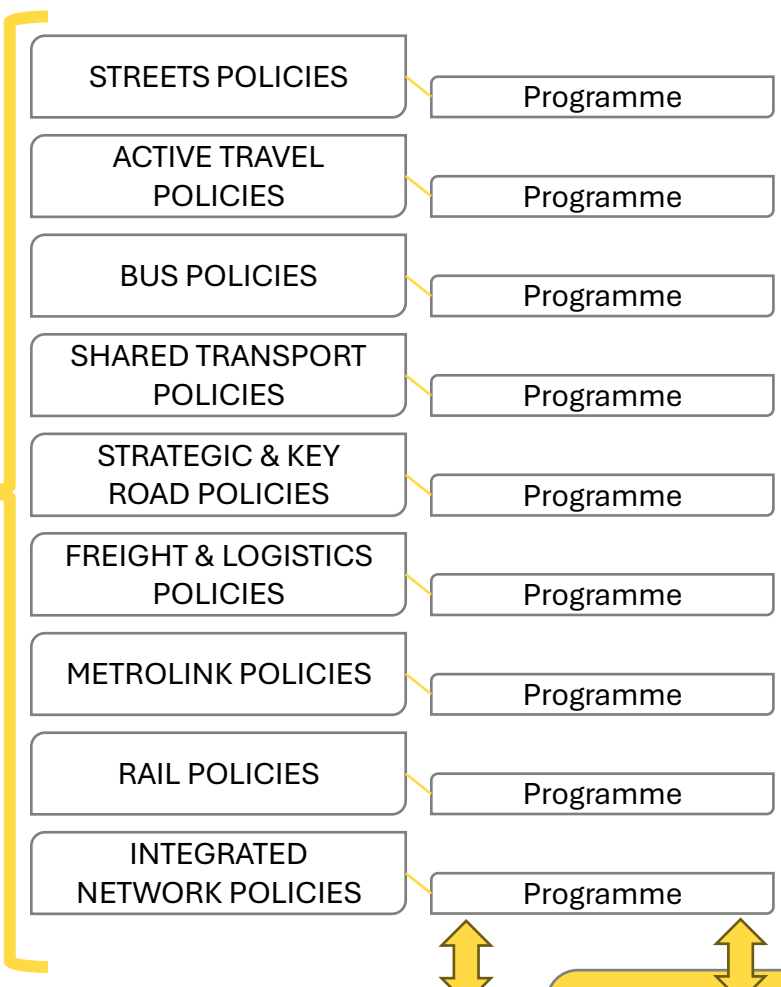 STREETS POLICIES
Programme
ACTIVE TRAVEL
POLICIES
Programme
BUS POLICIES
Programme
SHARED TRANSPORT
POLICIES
Programme
STRATEGIC & KEY
ROAD POLICIES
Programme
FREIGHT & LOGISTICS
POLICIES
Programme
METROLINK POLICIES
Programme
RAIL POLICIES
Programme
INTEGRATED
NETWORK POLICIES
Programme